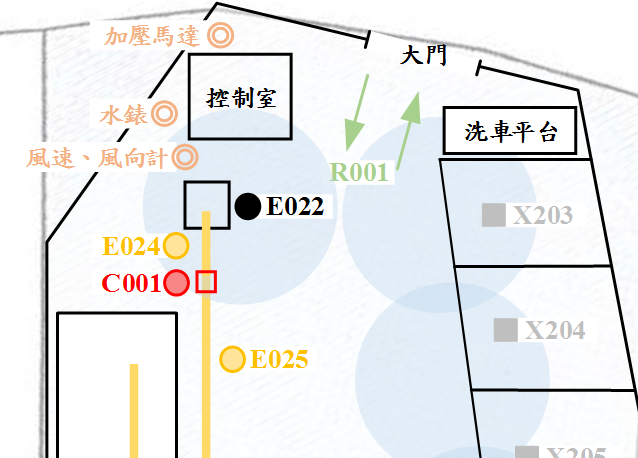 加壓馬達
大門
控制室
水錶
洗車平台
風速、風向計
R001
E022
X203
E024
C001
X204
E025
X205